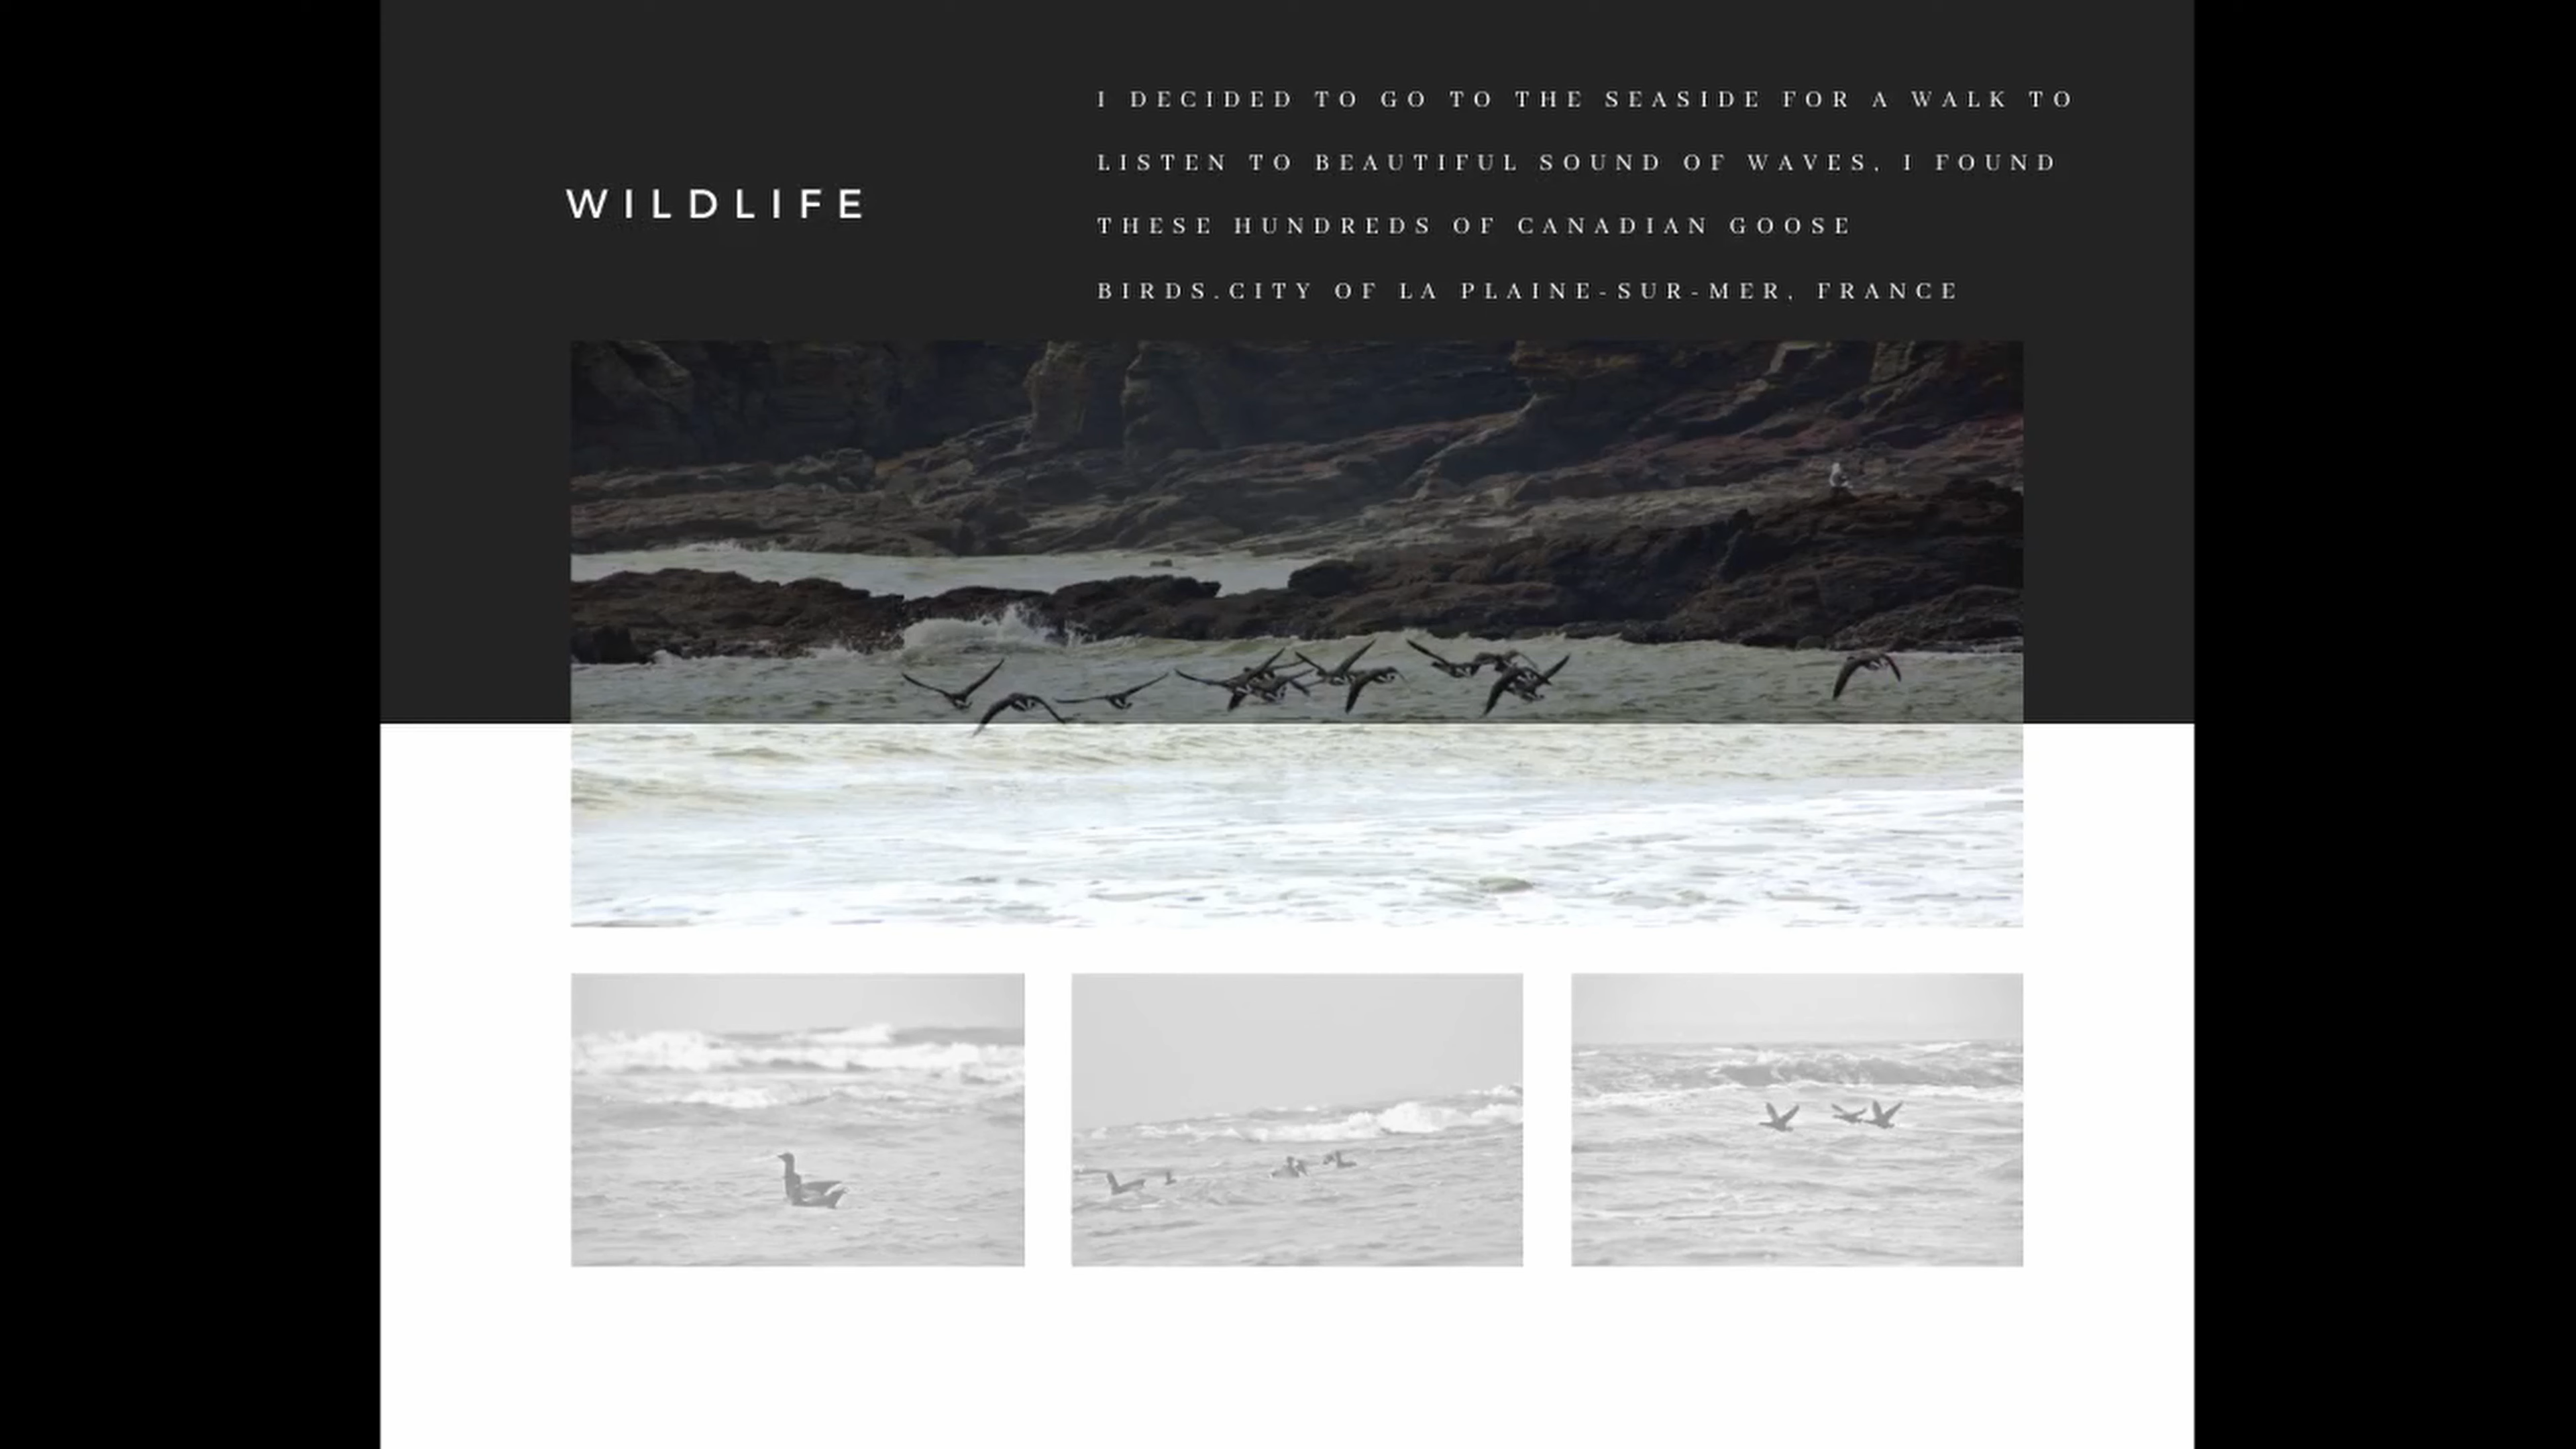 WILDLIFE
I DECIDED TO GO TO THE SEASIDE FOR A WALK TO
LISTEN TO BEAUTIFUL SOUND OF WAVES, I FOUND
THESE HUNDREDS OF CANADIAN GOOSE
BIRDS.CITY OF LA PLAINE-SUR-MER, FRANCE